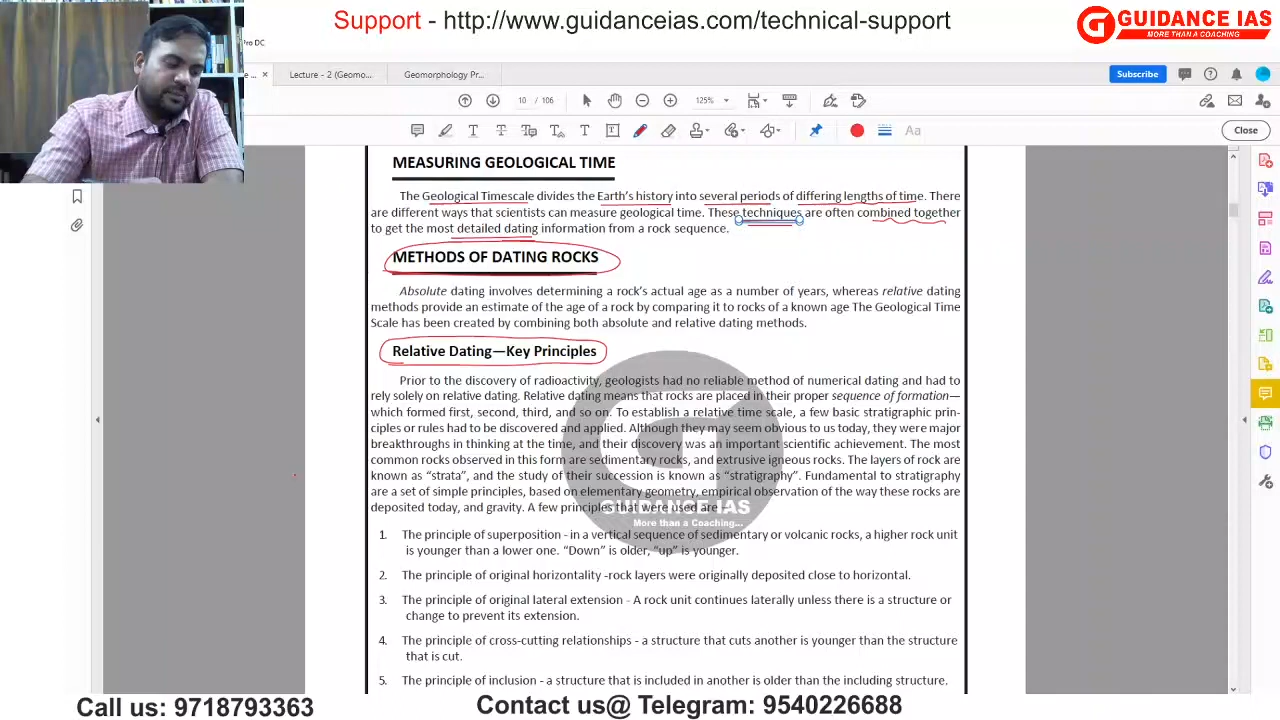 Support - http://www.guidanceias.com/technical-support
GUIDANCE IAS
MORE THAN A COACHING...
Pro DC
Lecture - 2 (Geomo...
Geomorphology Pr...
Subscribe
10 / 106
125%
Close
MEASURING GEOLOGICAL TIME
The Geological Timescale divides the Earth's history into several periods of differing lengths of time. There
are different ways that scientists can measure geological time. These techniques are often combined together
to get the most detailed dating information from a rock sequence.
METHODS OF DATING ROCKS
Absolute dating involves determining a rock's actual age as a number of years, whereas relative dating
methods provide an estimate of the age of a rock by comparing it to rocks of a known age The Geological Time
Scale has been created by combining both absolute and relative dating methods.
Relative Dating—Key Principles
Prior to the discovery of radioactivity, geologists had no reliable method of numerical dating and had to
rely solely on relative dating. Relative dating means that rocks are placed in their proper sequence of formation—
which formed first, second, third, and so on. To establish a relative time scale, a few basic stratigraphic prin-
ciples or rules had to be discovered and applied. Although they may seem obvious to us today, they were major
breakthroughs in thinking at the time, and their discovery was an important scientific achievement. The most
common rocks observed in this form are sedimentary rocks, and extrusive igneous rocks. The layers of rock are
known as “strata”, and the study of their succession is known as “stratigraphy”. Fundamental to stratigraphy
are a set of simple principles, based on elementary geometry, empirical observation of the way these rocks are
deposited today, and gravity. A few principles that were used are
GUIDANCE IAS
More than a Coaching...
1. The principle of superposition - in a vertical sequence of sedimentary or volcanic rocks, a higher rock unit
is younger than a lower one. “Down” is older, “up” is younger.
2. The principle of original horizontality -rock layers were originally deposited close to horizontal.
3. The principle of original lateral extension - A rock unit continues laterally unless there is a structure or
change to prevent its extension.
4. The principle of cross-cutting relationships - a structure that cuts another is younger than the structure
that is cut.
5. The principle of inclusion - a structure that is included in another is older than the including structure.
Call us: 9718793363
Contact us@ Telegram: 9540226688